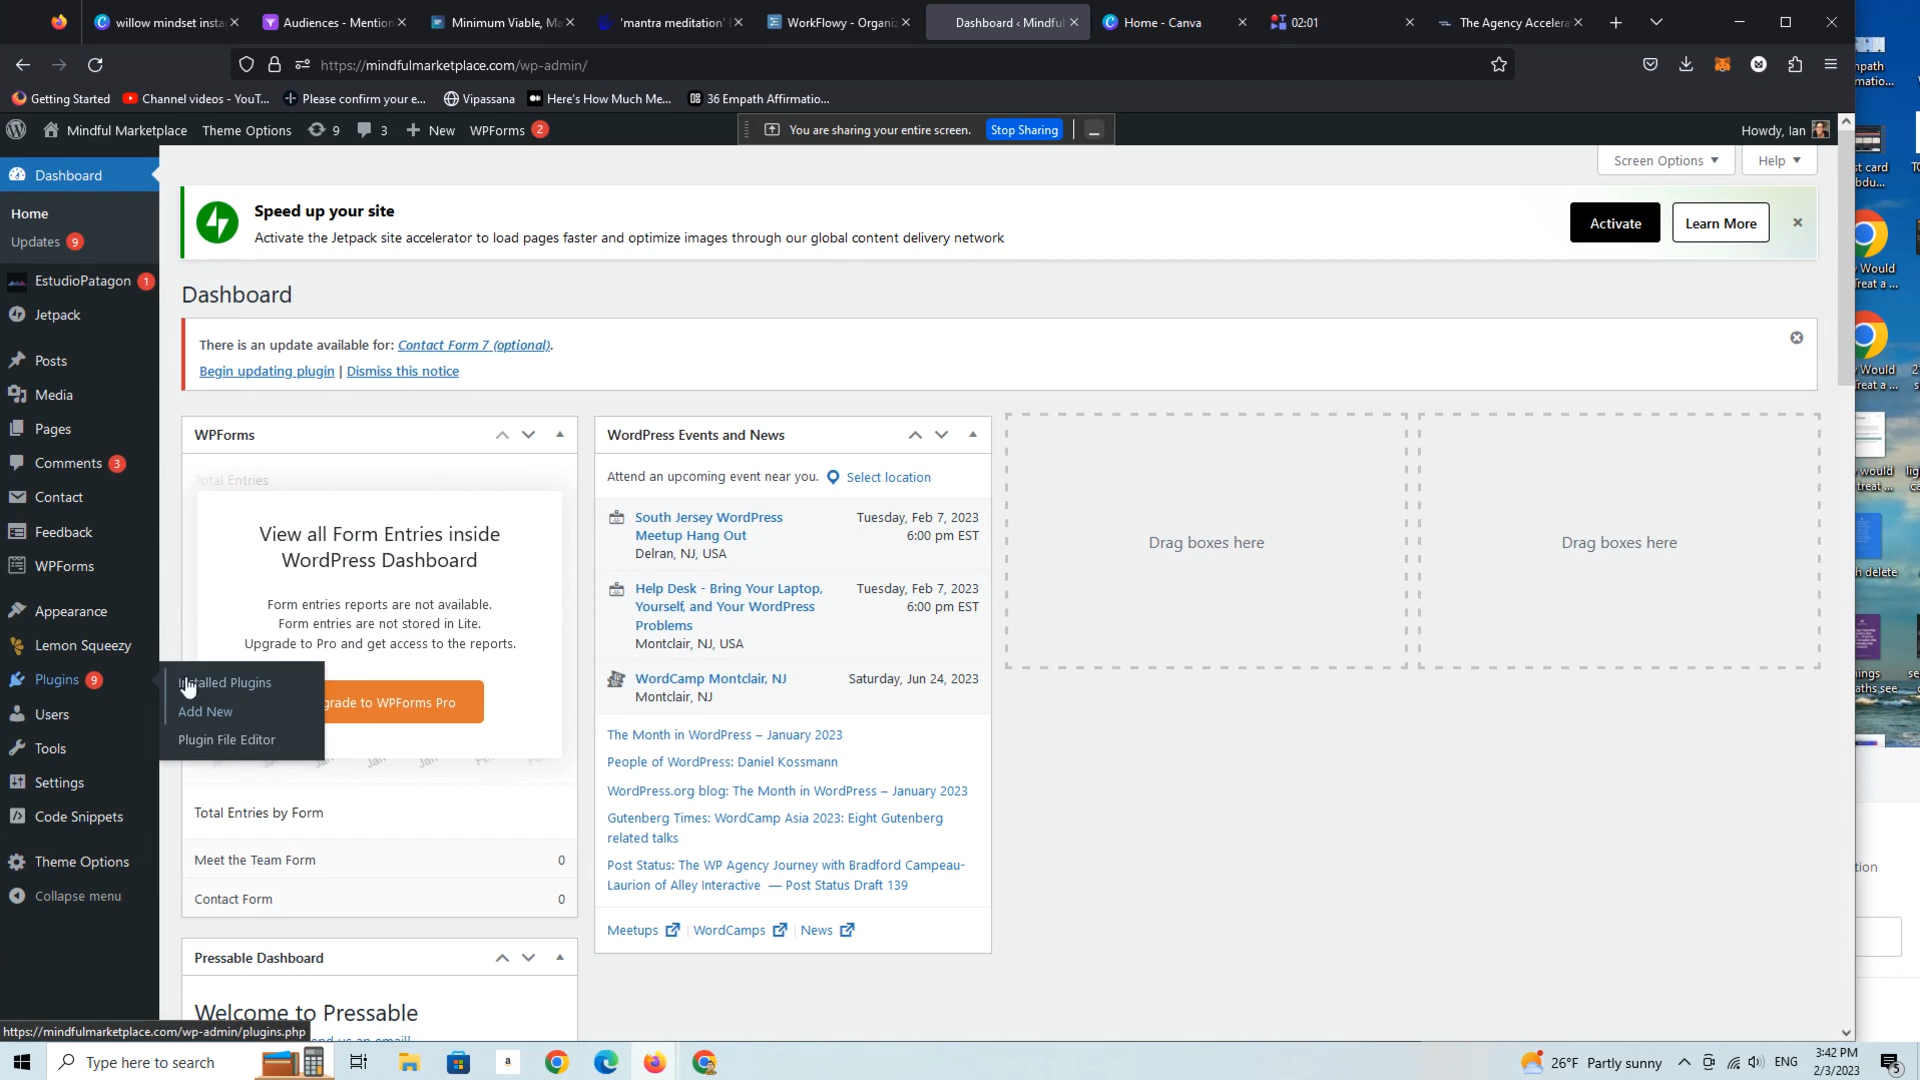 willow mindset insta
Audiences - Mention
Minimum Viable, Ma
'mantra meditation'
WorkFlowy - Organiz
Dashboard ‹ Mindful
Home - Canva
02:01
The Agency Accelera
https://mindfulmarketplace.com/wp-admin/
Getting Started
Channel videos - YouT...
Please confirm your e...
Vipassana
Here's How Much Me...
36 Empath Affirmatio...
Mindful Marketplace
Theme Options
9
3
New
WPForms 2
You are sharing your entire screen.
Stop Sharing
Howdy, Ian
Screen Options
Help
Dashboard
Home
Updates 9
EstudioPatagon 1
Jetpack
Posts
Media
Pages
Comments 3
Contact
Feedback
WPForms
Appearance
Lemon Squeezy
Plugins 9
Users
Tools
Settings
Code Snippets
Theme Options
Collapse menu
Add New
Plugin File Editor
Speed up your site
Activate the Jetpack site accelerator to load pages faster and optimize images through our global content delivery network
Activate
Learn More
Dashboard
There is an update available for: Contact Form 7 (optional).
Begin updating plugin | Dismiss this notice
WPForms
Total Entries
View all Form Entries inside
WordPress Dashboard
Form entries reports are not available.
Form entries are not stored in Lite.
Upgrade to Pro and get access to the reports.
grade to WPForms Pro
Total Entries by Form
Meet the Team Form 0
Contact Form 0
Pressable Dashboard
Welcome to Pressable
WordPress Events and News
Attend an upcoming event near you.
Select location
South Jersey WordPress
Meetup Hang Out
Delran, NJ, USA
Tuesday, Feb 7, 2023
6:00 pm EST
Help Desk - Bring Your Laptop,
Yourself, and Your WordPress
Problems
Montclair, NJ, USA
Tuesday, Feb 7, 2023
6:00 pm EST
WordCamp Montclair, NJ
Montclair, NJ
Saturday, Jun 24, 2023
The Month in WordPress – January 2023
People of WordPress: Daniel Kossmann
WordPress.org blog: The Month in WordPress – January 2023
Gutenberg Times: WordCamp Asia 2023: Eight Gutenberg
related talks
Post Status: The WP Agency Journey with Bradford Campeau-
Laurion of Alley Interactive — Post Status Draft 139
Meetups | WordCamps | News
Drag boxes here
Drag boxes here
https://mindfulmarketplace.com/wp-admin/plugins.php
Type here to search
26°F Partly sunny
ENG
3:42 PM
2/3/2023
5